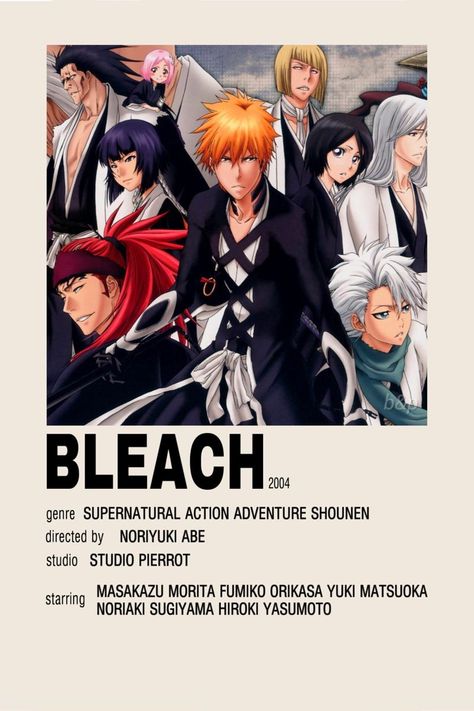 b&p
BLEACH 2004
genre SUPERNATURAL ACTION ADVENTURE SHOUNEN
directed by NORIYUKI ABE
studio STUDIO PIERROT
starring MASAKAZU MORITA FUMIKO ORIKASA YUKI MATSUOKA
NORIAKI SUGIYAMA HIROKI YASUMOTO